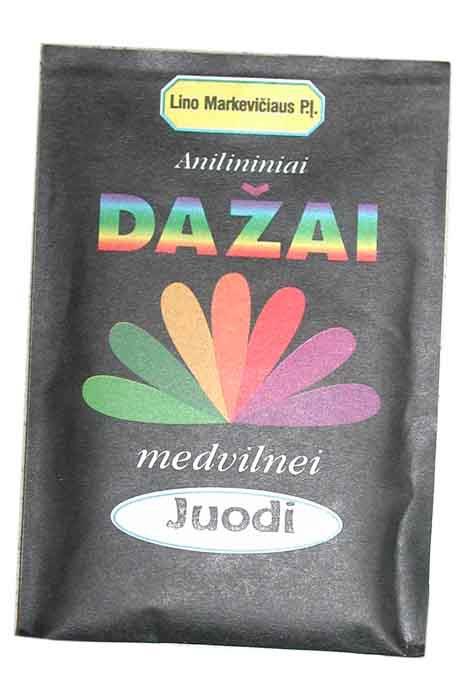 Lino Markevičiaus P.Į.
Anilininiai
DAŽAI
medvilnei
Juodi